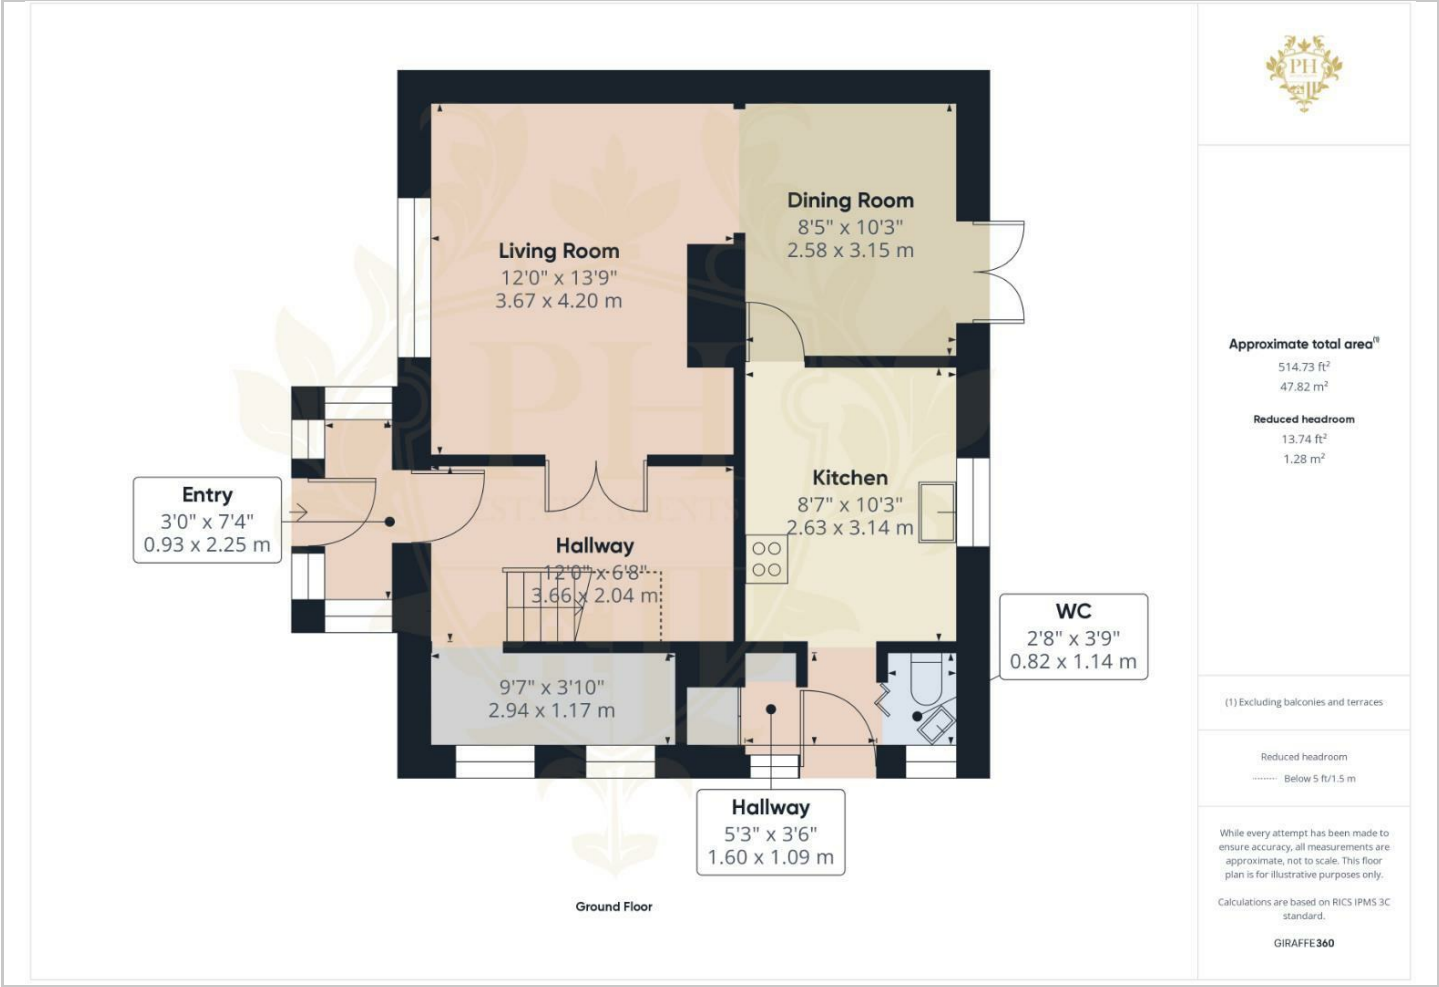 Living Room
12'0" x 13'9"
3.67 x 4.20 m
Dining Room
8'5" x 10'3"
2.58 x 3.15 m
Kitchen
8'7" x 10'3"
2.63 x 3.14 m
Entry
3'0" x 7'4"
0.93 x 2.25 m
Hallway
12'0" x 6'8"
3.66 x 2.04 m
9'7" x 3'10"
2.94 x 1.17 m
WC
2'8" x 3'9"
0.82 x 1.14 m
Hallway
5'3" x 3'6"
1.60 x 1.09 m
Ground Floor
PH
ESTATE AGENTS
PH
Approximate total area⁽¹⁾
514.73 ft²
47.82 m²
Reduced headroom
13.74 ft²
1.28 m²
(1) Excluding balconies and terraces
Reduced headroom
Below 5 ft/1.5 m
While every attempt has been made to
ensure accuracy, all measurements are
approximate, not to scale. This floor
plan is for illustrative purposes only.
Calculations are based on RICS IPMS 3C
standard.
GIRAFFE360